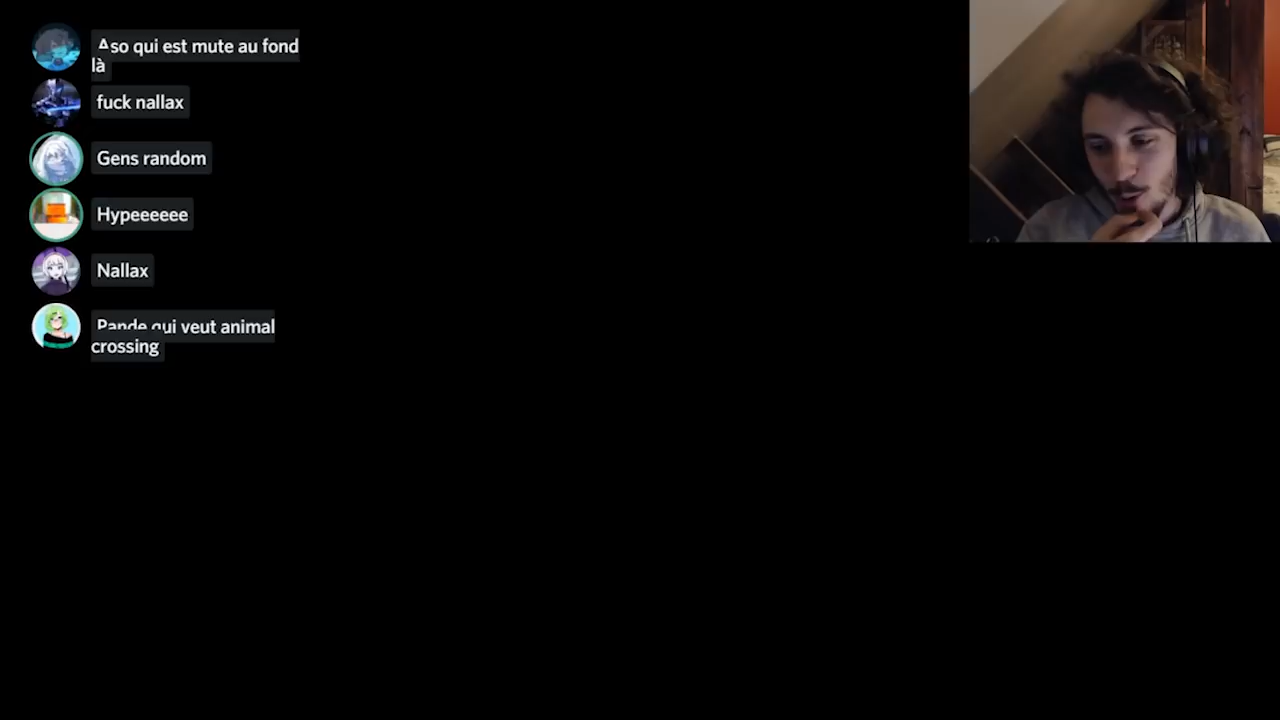 Aso qui est mute au fond
là
fuck nallax
Gens random
Hypeeeeee
Nallax
Pande qui veut animal
crossing